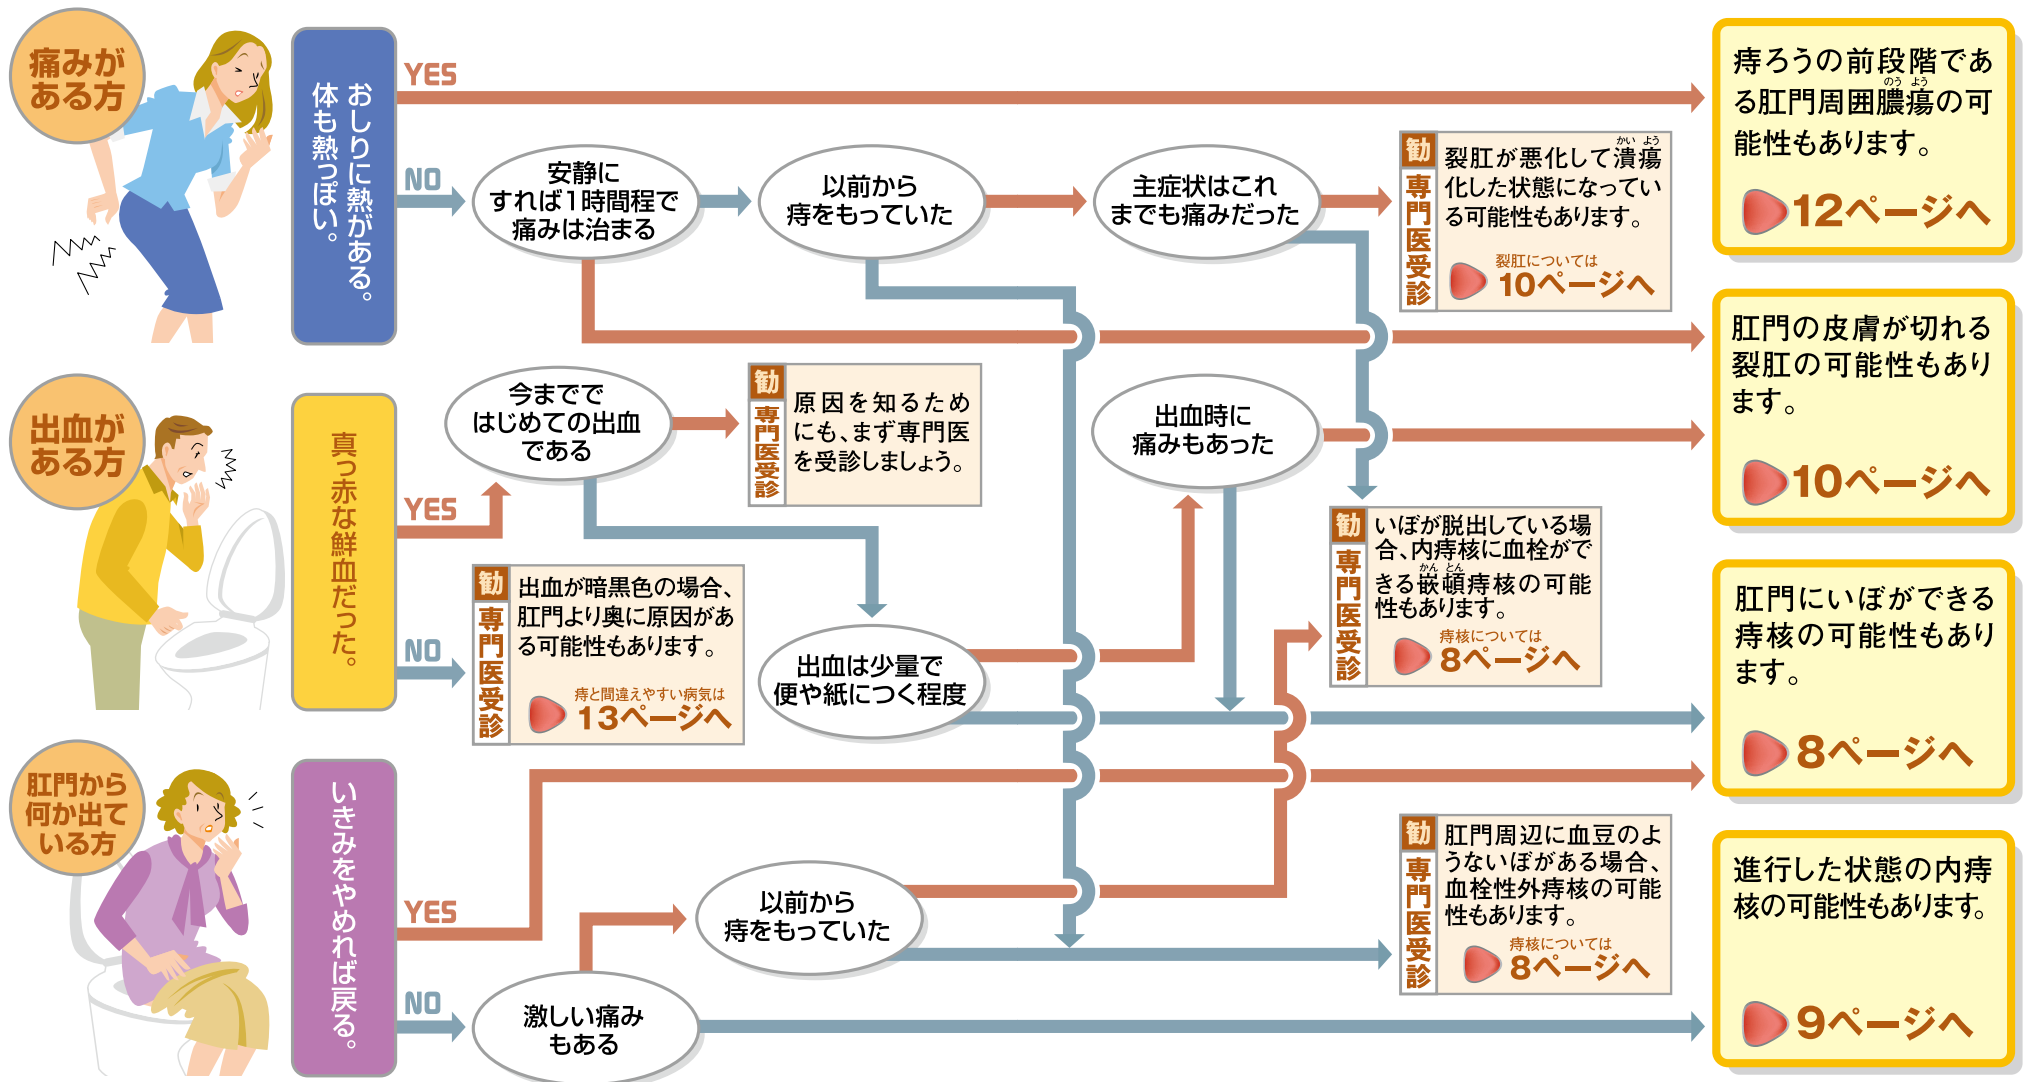 痛みが
ある方
おしりに熱がある。
体も熱っぽい。
YES
NO
安静に
すれば1時間程で
痛みは治まる
以前から
痔をもっていた
主症状はこれ
までも痛みだった
勧
専門医受診
裂肛が悪化して潰瘍
かいよう
化した状態になってい
る可能性もあります。
裂肛については
10ページへ
痔ろうの前段階であ
る肛門周囲膿瘍の可
のうよう
能性もあります。
12ページへ
肛門の皮膚が切れる
裂肛の可能性もあり
ます。
10ページへ
出血が
ある方
真っ赤な鮮血だった。
YES
NO
今までで
はじめての出血
である
勧
専門医受診
原因を知るため
にも、まず専門医
を受診しましょう。
出血時に
痛みもあった
勧
専門医受診
出血が暗黒色の場合、
肛門より奥に原因があ
る可能性もあります。
痔と間違えやすい病気は
13ページへ
出血は少量で
便や紙につく程度
勧
専門医受診
いぼが脱出している場
合、内痔核に血栓がで
きる嵌頓痔核の可能
かんとん
性もあります。
痔核については
8ページへ
肛門にいぼができる
痔核の可能性もあり
ます。
8ページへ
肛門から
何か出て
いる方
いきみをやめれば戻る。
YES
NO
激しい痛み
もある
以前から
痔をもっていた
勧
専門医受診
肛門周辺に血豆のよ
うないぼがある場合、
血栓性外痔核の可能
性もあります。
痔核については
8ページへ
進行した状態の内痔
核の可能性もあります。
9ページへ